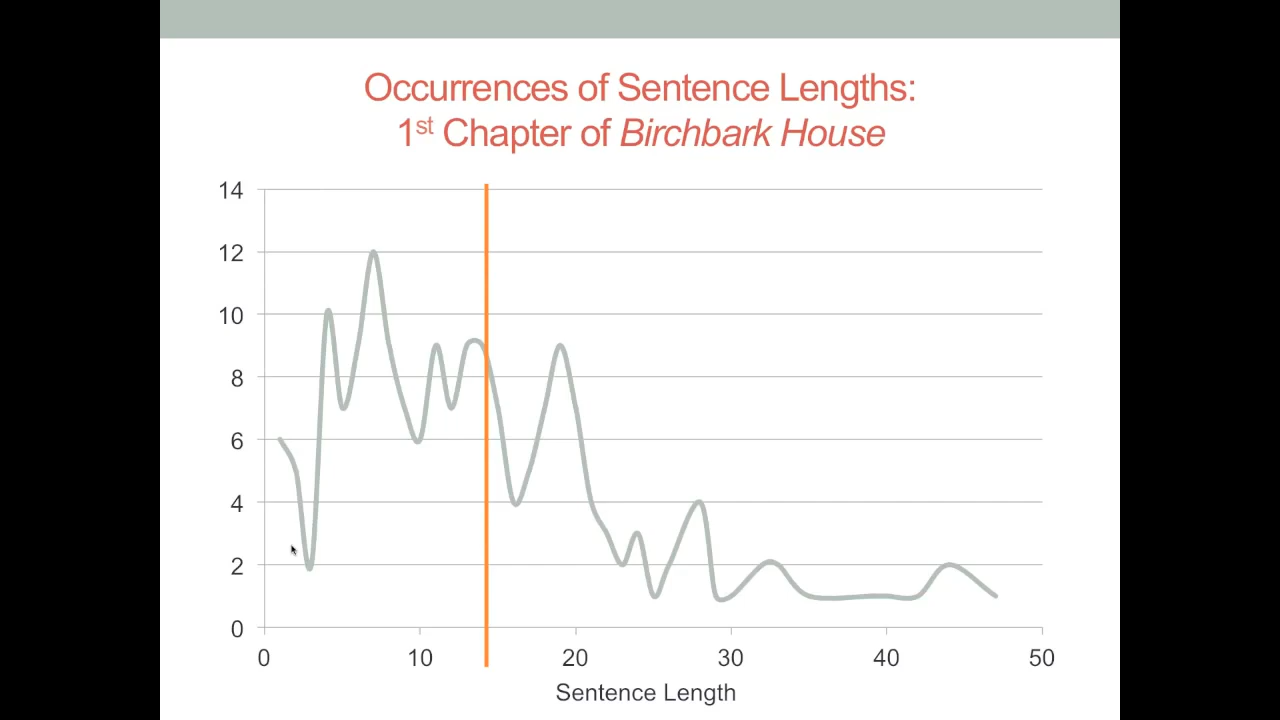 Occurrences of Sentence Lengths:
1st Chapter of Birchbark House
14
12
10
8
6
4
2
0
0 10 20 30 40 50
Sentence Length